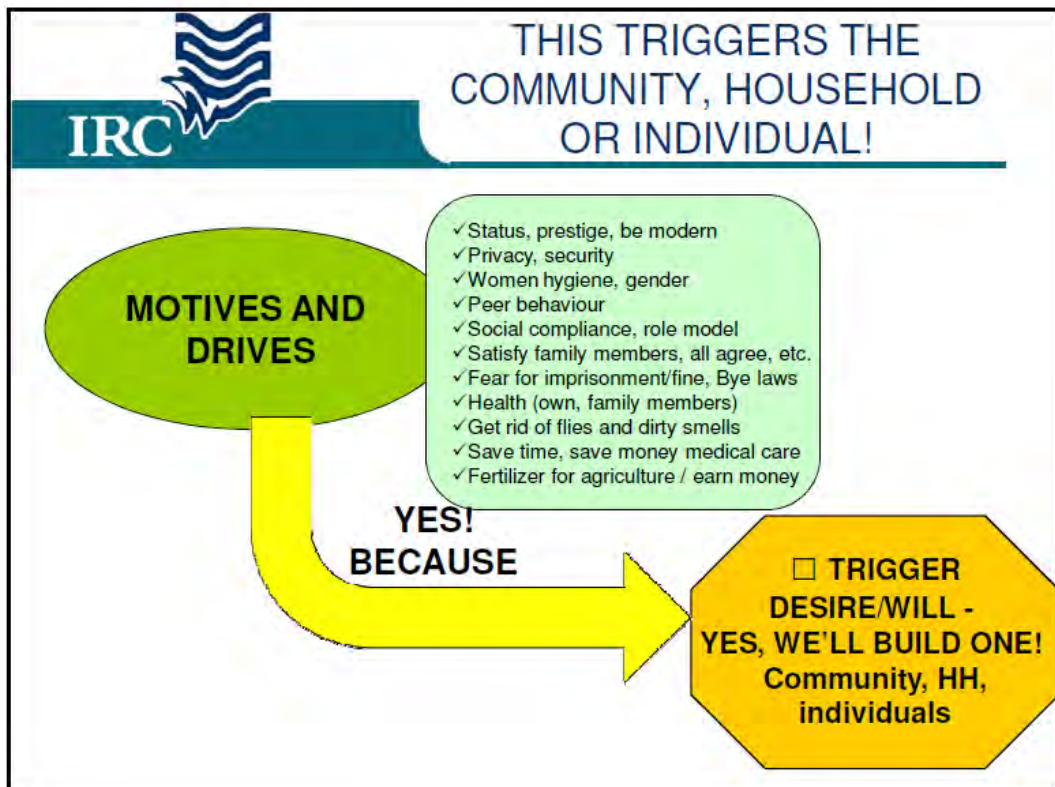 IRC
THIS TRIGGERS THE
COMMUNITY, HOUSEHOLD
OR INDIVIDUAL!
MOTIVES AND
DRIVES
✓Status, prestige, be modern
✓Privacy, security
✓Women hygiene, gender
✓Peer behaviour
✓Social compliance, role model
✓Satisfy family members, all agree, etc.
✓Fear for imprisonment/fine, Bye laws
✓Health (own, family members)
✓Get rid of flies and dirty smells
✓Save time, save money medical care
✓Fertilizer for agriculture / earn money
YES!
BECAUSE
□ TRIGGER
DESIRE/WILL -
YES, WE'LL BUILD ONE!
Community, HH,
individuals